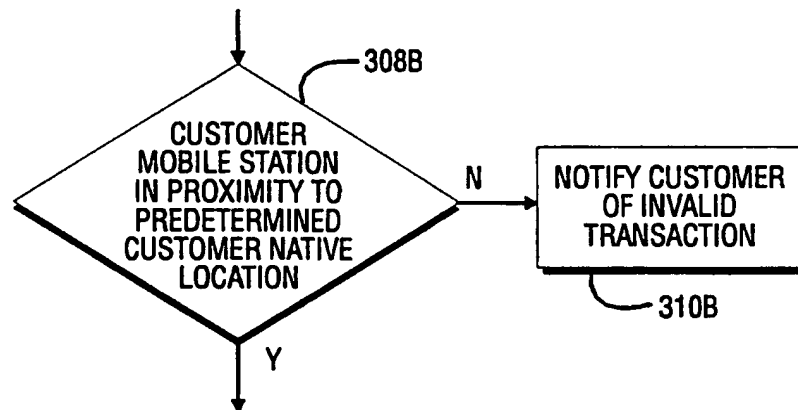 308B
CUSTOMER
MOBILE STATION
IN PROXIMITY TO
PREDETERMINED
CUSTOMER NATIVE
LOCATION
N
NOTIFY CUSTOMER
OF INVALID
TRANSACTION
310B
Y